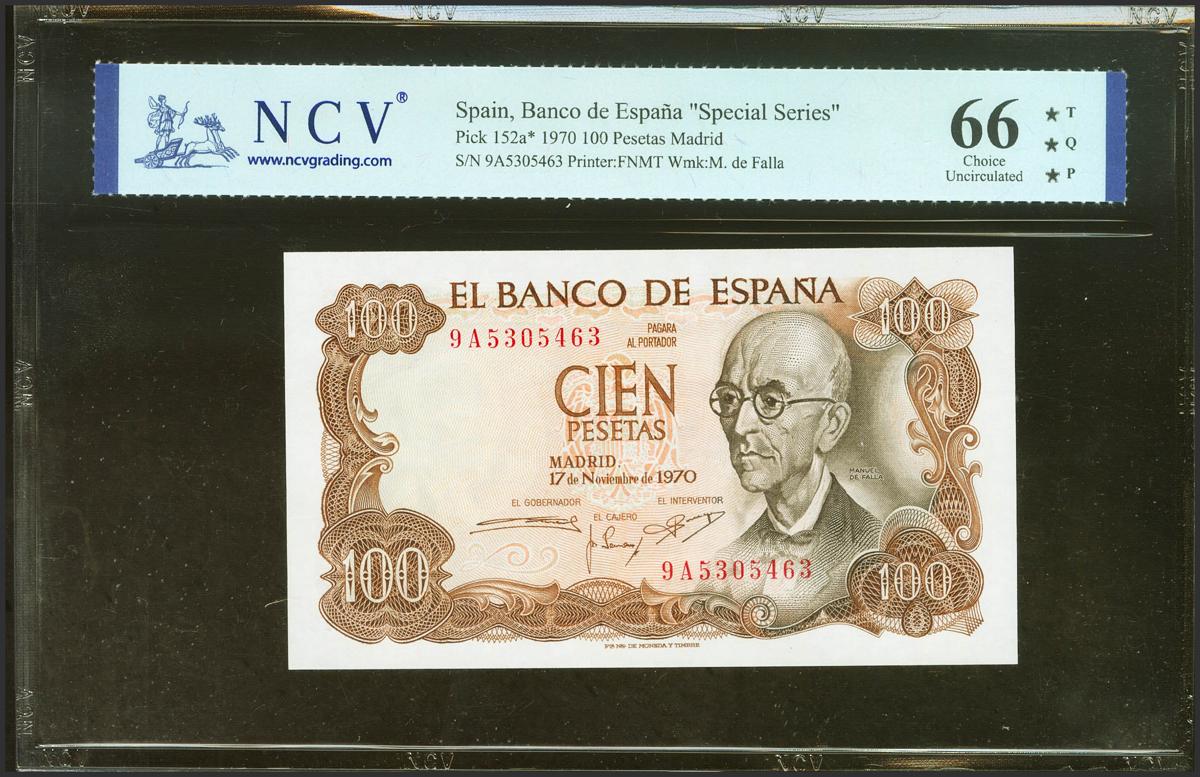 NCV NCV NCV
NCV®
www.ncvgrading.com
Spain, Banco de España "Special Series"
Pick 152a* 1970 100 Pesetas Madrid
S/N 9A5305463 Printer:FNMT Wmk:M. de Falla
66
Choice
Uncirculated
★ T
★ Q
★ P
EL BANCO DE ESPAÑA
100
100
9A5305463
PAGARA
AL PORTADOR
CIEN
PESETAS
MADRID,
17 de Noviembre de 1970
MANUEL
DE FALLA
EL GOBERNADOR
EL CAJERO
EL INTERVENTOR
9A5305463
100
100
DE MONEDA Y TIMBRE